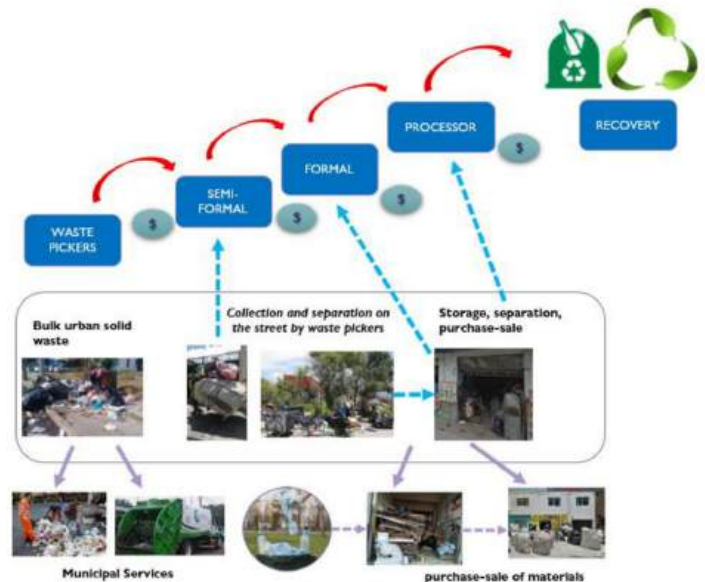 RECOVERY
PROCESSOR
$
FORMAL
$
SEMI-
FORMAL
$
$
WASTE
PICKERS
Bulk urban solid
waste
Collection and separation on
the street by waste pickers
Storage, separation,
purchase-sale
Municipal Services
purchase-sale of materials